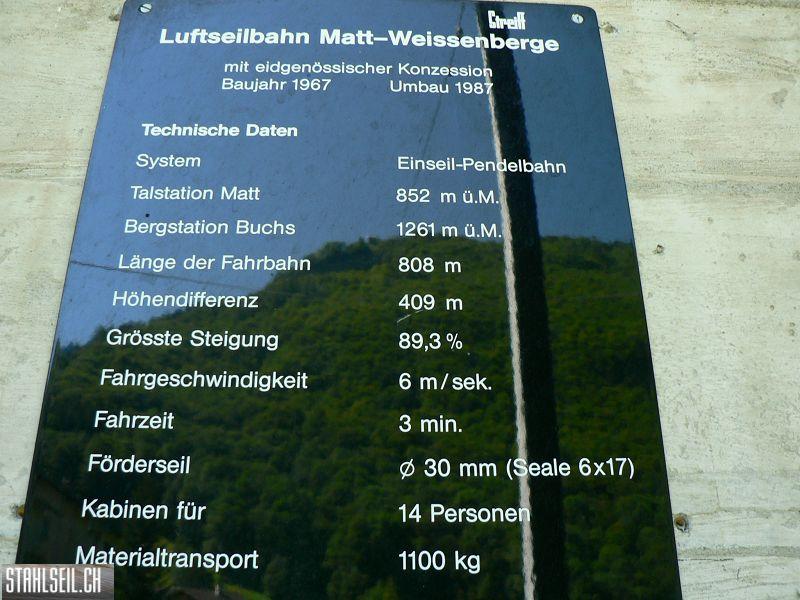 Streiff
Luftseilbahn Matt-Weissenberge
mit eidgenössischer Konzession
Baujahr 1967 Umbau 1987
Technische Daten
System Einseil-Pendelbahn
Talstation Matt 852 m ü.M.
Bergstation Buchs 1261 m ü.M.
Länge der Fahrbahn 808 m
Höhendifferenz 409 m
Grösste Steigung 89,3 %
Fahrgeschwindigkeit 6 m/sek.
Fahrzeit 3 min.
Förderseil ⌀ 30 mm (Seale 6x17)
Kabinen für 14 Personen
Materialtransport 1100 kg
STAHLSEIL.CH